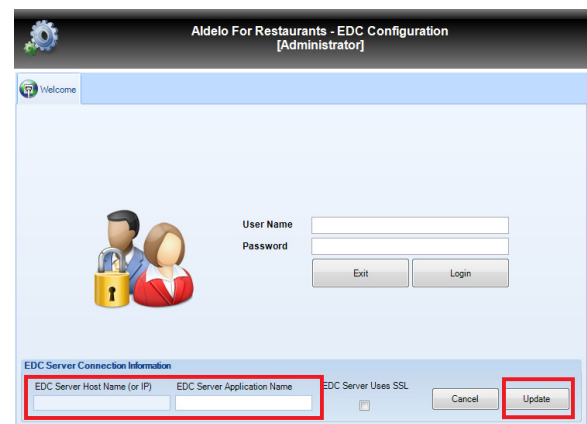 Aldelo For Restaurants - EDC Configuration
[Administrator]
Welcome
User Name
Password
Exit Login
EDC Server Connection Information
EDC Server Host Name (or IP) EDC Server Application Name EDC Server Uses SSL
Cancel Update